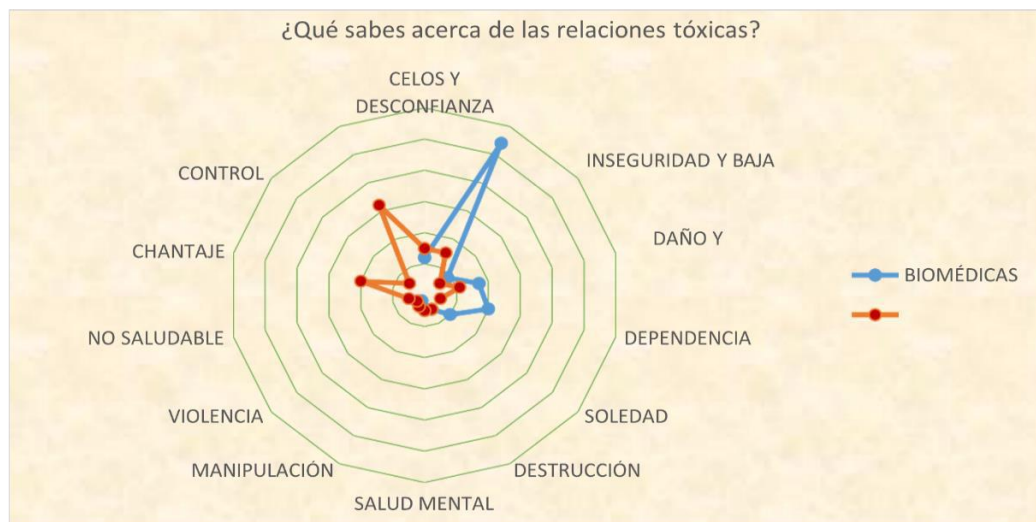 ¿Qué sabes acerca de las relaciones tóxicas?
CELOS Y
DESCONFIANZA
INSEGURIDAD Y BAJA
DAÑO Y
DEPENDENCIA
SOLEDAD
DESTRUCCIÓN
SALUD MENTAL
MANIPULACIÓN
VIOLENCIA
NO SALUDABLE
CHANTAJE
CONTROL
BIOMÉDICAS